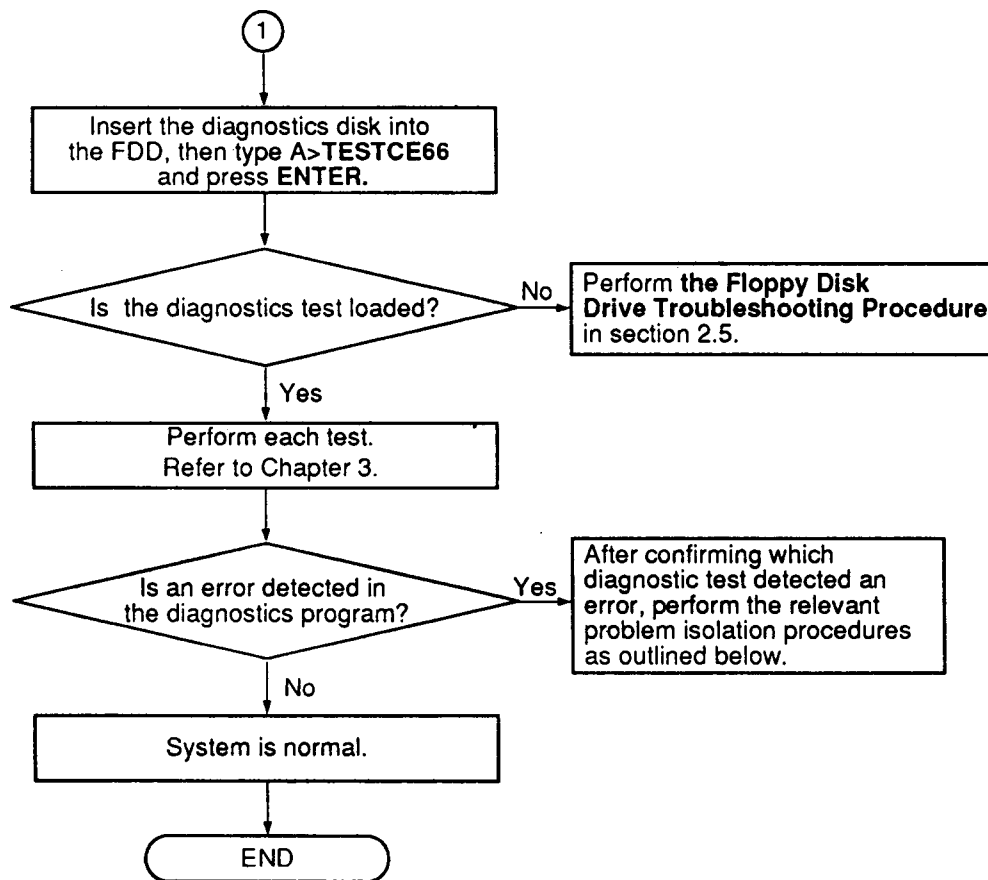 1
Insert the diagnostics disk into
the FDD, then type A>TESTCE66
and press ENTER.
Is the diagnostics test loaded?
No
Perform the Floppy Disk
Drive Troubleshooting Procedure
in section 2.5.
Yes
Perform each test.
Refer to Chapter 3.
Is an error detected in
the diagnostics program?
Yes
After confirming which
diagnostic test detected an
error, perform the relevant
problem isolation procedures
as outlined below.
No
System is normal.
END